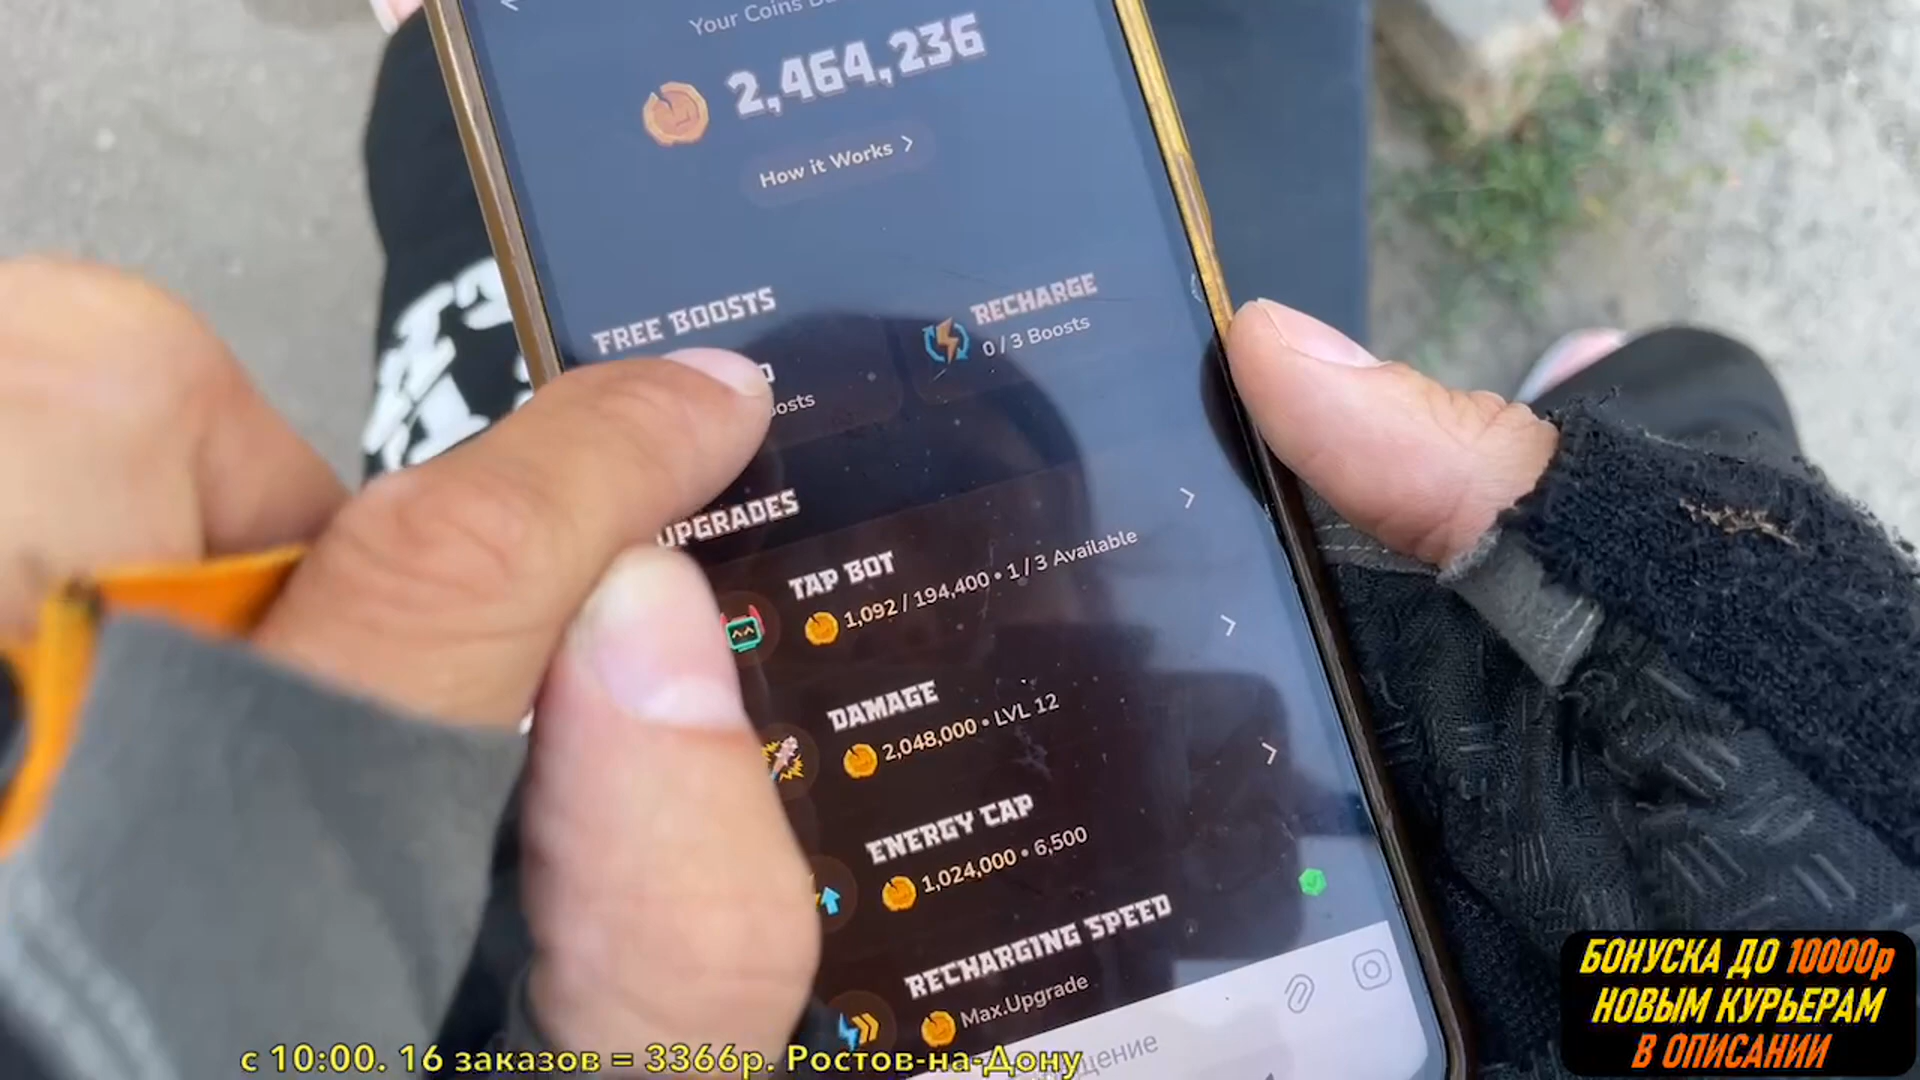 Your Coins
2,464,236
How it Works >
FREE BOOSTS
RECHARGE
0 / 3 Boosts
UPGRADES
TAP BOT
1,092 / 194,400 • 1 / 3 Available
DAMAGE
2,048,000 • LVL 12
ENERGY CAP
1,024,000 • 6,500
RECHARGING SPEED
Max.Upgrade
с 10:00. 16 заказов = 3366р. Ростов-на-Дону
БОНУСКА ДО 10000р
НОВЫМ КУРЬЕРАМ
В ОПИСАНИИ